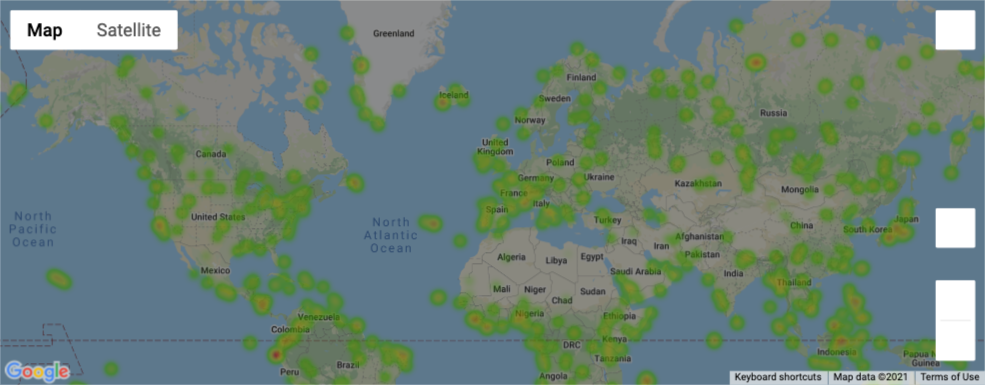 Map
Satellite
Greenland
Iceland
Finland
Sweden
Norway
Russia
Canada
United
Kingdom
Poland
Germany
Ukraine
France
Kazakhstan
Mongolia
Spain
Italy
North
Pacific
Ocean
United States
North
Atlantic
Ocean
Turkey
China
South Korea
Japan
Iraq
Iran
Afghanistan
Pakistan
Algeria
Libya
Egypt
Mexico
Saudi Arabia
India
Mali
Niger
Chad
Sudan
Thailand
Nigeria
Ethiopia
Venezuela
Colombia
DRC
Kenya
Indonesia
Papua N
Guinea
Tanzania
Peru
Brazil
Angola
Google
Keyboard shortcuts
Map data ©2021
Terms of Use